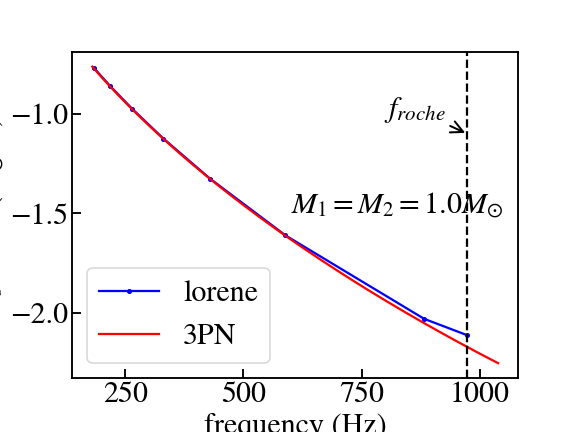 −1.0
f_roche
−1.5
M₁ = M₂ = 1.0M⊙
−2.0
lorene
3PN
250 500 750 1000
frequency (Hz)